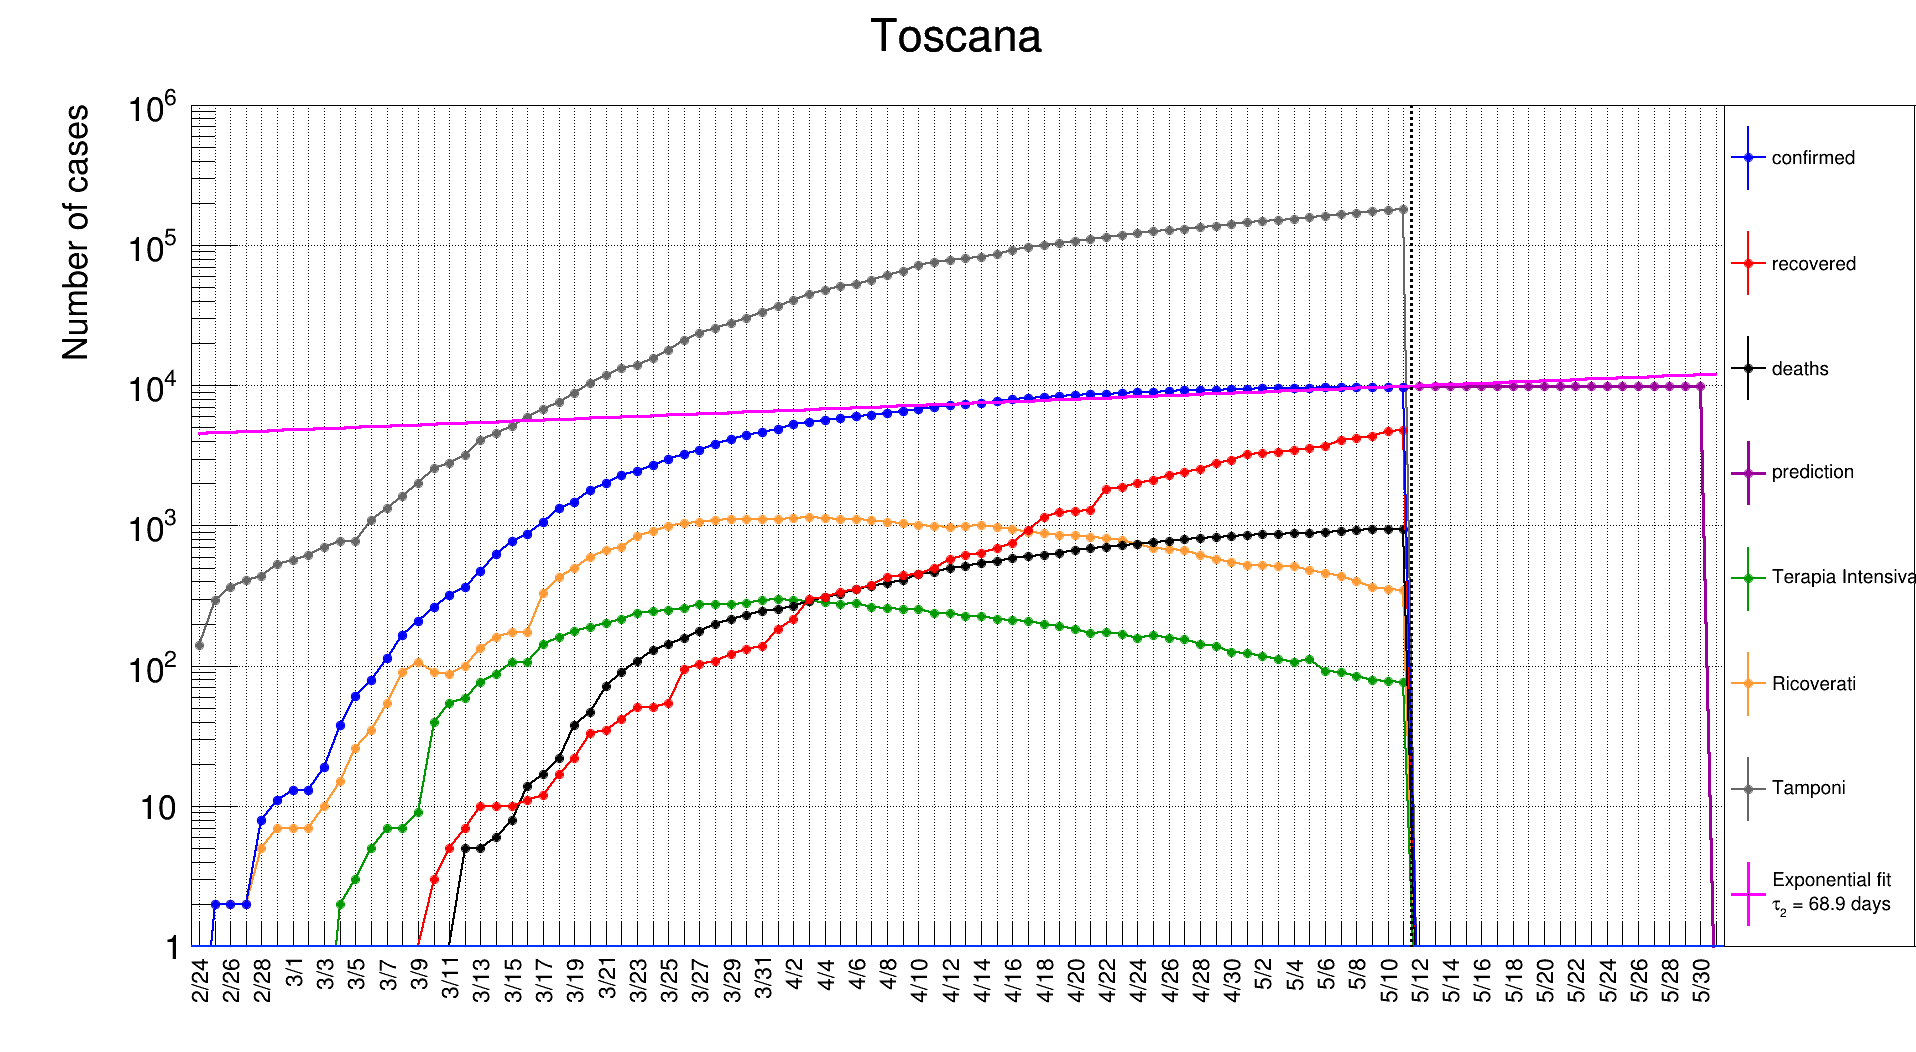 Toscana
Number of cases
10^6
10^5
10^4
10^3
10^2
10
1
2/24 2/26 2/28 3/1 3/3 3/5 3/7 3/9 3/11 3/13 3/15 3/17 3/19 3/21 3/23 3/25 3/27 3/29 3/31 4/2 4/4 4/6 4/8 4/10 4/12 4/14 4/16 4/18 4/20 4/22 4/24 4/26 4/28 4/30 5/2 5/4 5/6 5/8 5/10 5/12 5/14 5/16 5/18 5/20 5/22 5/24 5/26 5/28 5/30
confirmed
recovered
deaths
prediction
Terapia Intensiva
Ricoverati
Tamponi
Exponential fit
τ₂ = 68.9 days